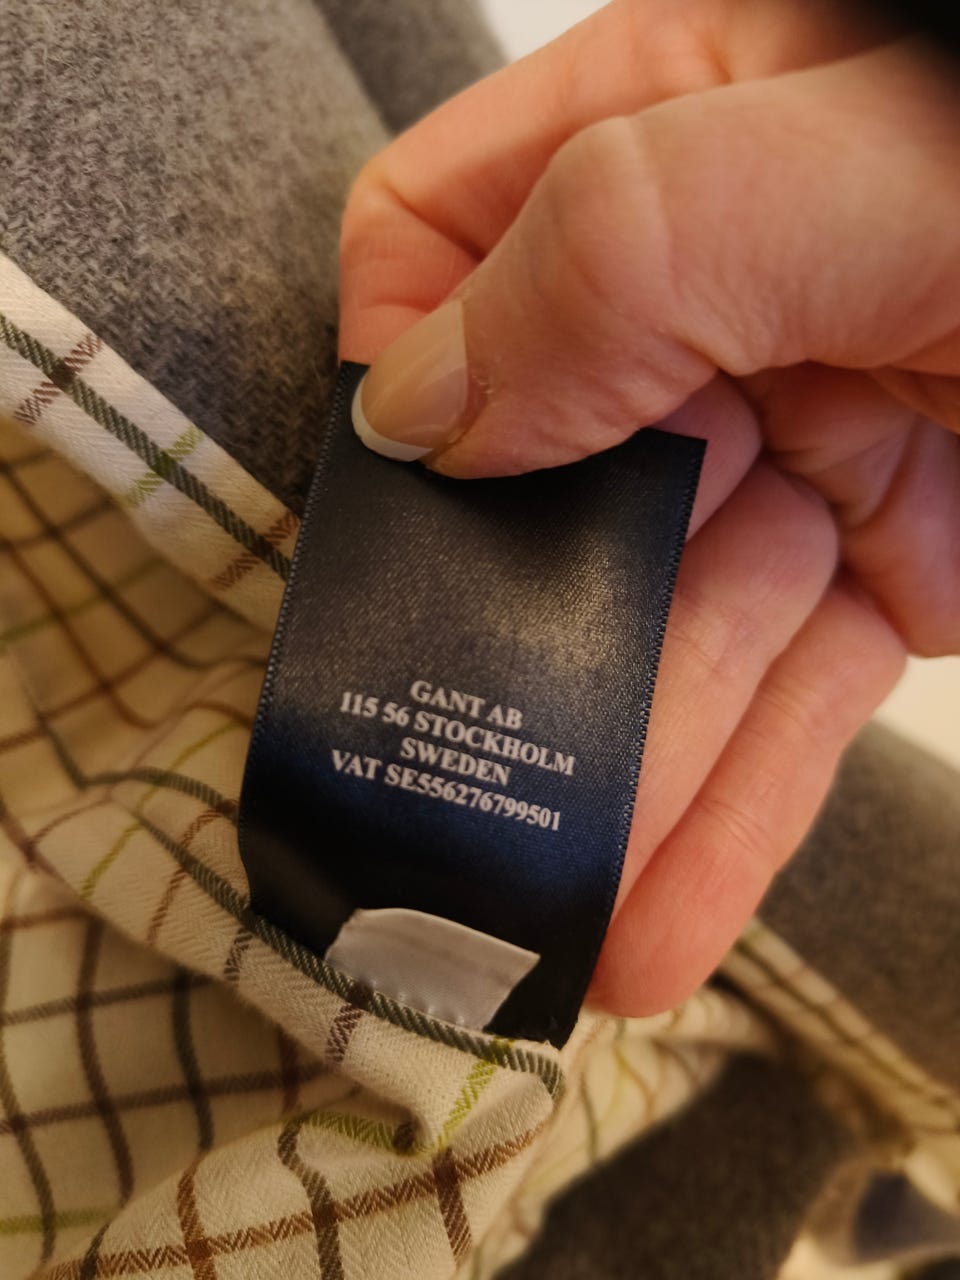 GANT AB
115 56 STOCKHOLM
SWEDEN
VAT SE556276799501